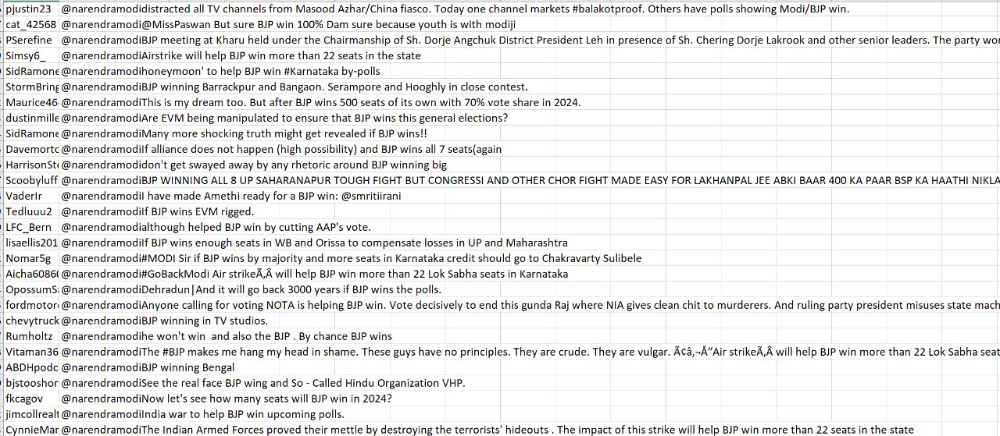 pjustin23 @narendramodidistracted all TV channels from Masood Azhar/China fiasco. Today one channel markets #balakotproof. Others have polls showing Modi/BJP win.
cat_42568 @narendramodi@MissPaswan But sure BJP win 100% Dam sure because youth is with modiji
PSerefine @narendramodiBJP meeting at Kharu held under the Chairmanship of Sh. Dorje Angchuk District President Leh in presence of Sh. Chering Dorje Lakrook and other senior leaders. The party wor
Simsy6_ @narendramodiAirstrike will help BJP win more than 22 seats in the state
SidRamone @narendramodihoneymoon' to help BJP win #Karnataka by-polls
StormBring @narendramodiBJP winning Barrackpur and Bangaon. Serampore and Hooghly in close contest.
Maurice46 @narendramodiThis is my dream too. But after BJP wins 500 seats of its own with 70% vote share in 2024.
dustinmille @narendramodiAre EVM being manipulated to ensure that BJP wins this general elections?
SidRamone @narendramodiMany more shocking truth might get revealed if BJP wins!!
Davemorto @narendramodiIf alliance does not happen (high possibility) and BJP wins all 7 seats(again
HarrisonSto @narendramodidon't get swayed away by any rhetoric around BJP winning big
Scoobyluff @narendramodiBJP WINNING ALL 8 UP SAHARANAPUR TOUGH FIGHT BUT CONGRESSI AND OTHER CHOR FIGHT MADE EASY FOR LAKHANPAL JEE ABKI BAAR 400 KA PAAR BSP KA HAATHI NIKLA
VaderIr @narendramodiI have made Amethi ready for a BJP win: @smritiirani
Tedluuu2 @narendramodiIf BJP wins EVM rigged.
LFC_Bern @narendramodialthough helped BJP win by cutting AAP's vote.
lisaellis201 @narendramodiIf BJP wins enough seats in WB and Orissa to compensate losses in UP and Maharashtra
Nomar5g @narendramodi#MODI Sir if BJP wins by majority and more seats in Karnataka credit should go to Chakravarty Sulibele
Aicha6086 @narendramodi#GoBackModi Air strikeÃ‚Â will help BJP win more than 22 Lok Sabha seats in Karnataka
OpossumSa @narendramodiDehradun|And it will go back 3000 years if BJP wins the polls.
fordmotor @narendramodiAnyone calling for voting NOTA is helping BJP win. Vote decisively to end this gunda Raj where NIA gives clean chit to murderers. And ruling party president misuses state mach
chevytruck @narendramodiBJP winning in TV studios.
Rumholtz @narendramodihe won't win  and also the BJP . By chance BJP wins
Vitaman36 @narendramodiThe #BJP makes me hang my head in shame. These guys have no principles. They are crude. They are vulgar. Ã¢â‚¬Å“Air strikeÃ‚Â will help BJP win more than 22 Lok Sabha seat
ABDHpodc @narendramodiBJP winning Bengal
bjstooshor @narendramodiSee the real face BJP wing and So - Called Hindu Organization VHP.
fkcagov @narendramodiNow let's see how many seats will BJP win in 2024?
jimcollrealt @narendramodiIndia war to help BJP win upcoming polls.
CynnieMar @narendramodiThe Indian Armed Forces proved their mettle by destroying the terrorists' hideouts . The impact of this strike will help BJP win more than 22 seats in the state